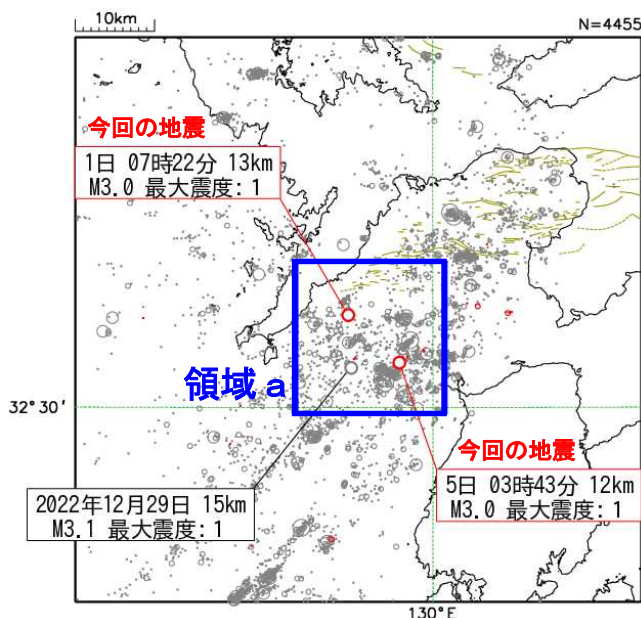 10km
N=4455
今回の地震
1日 07時22分 13km
M3.0 最大震度:1
領域 a
32° 30′
今回の地震
5日 03時43分 12km
M3.0 最大震度:1
2022年12月29日 15km
M3.1 最大震度:1
130°E